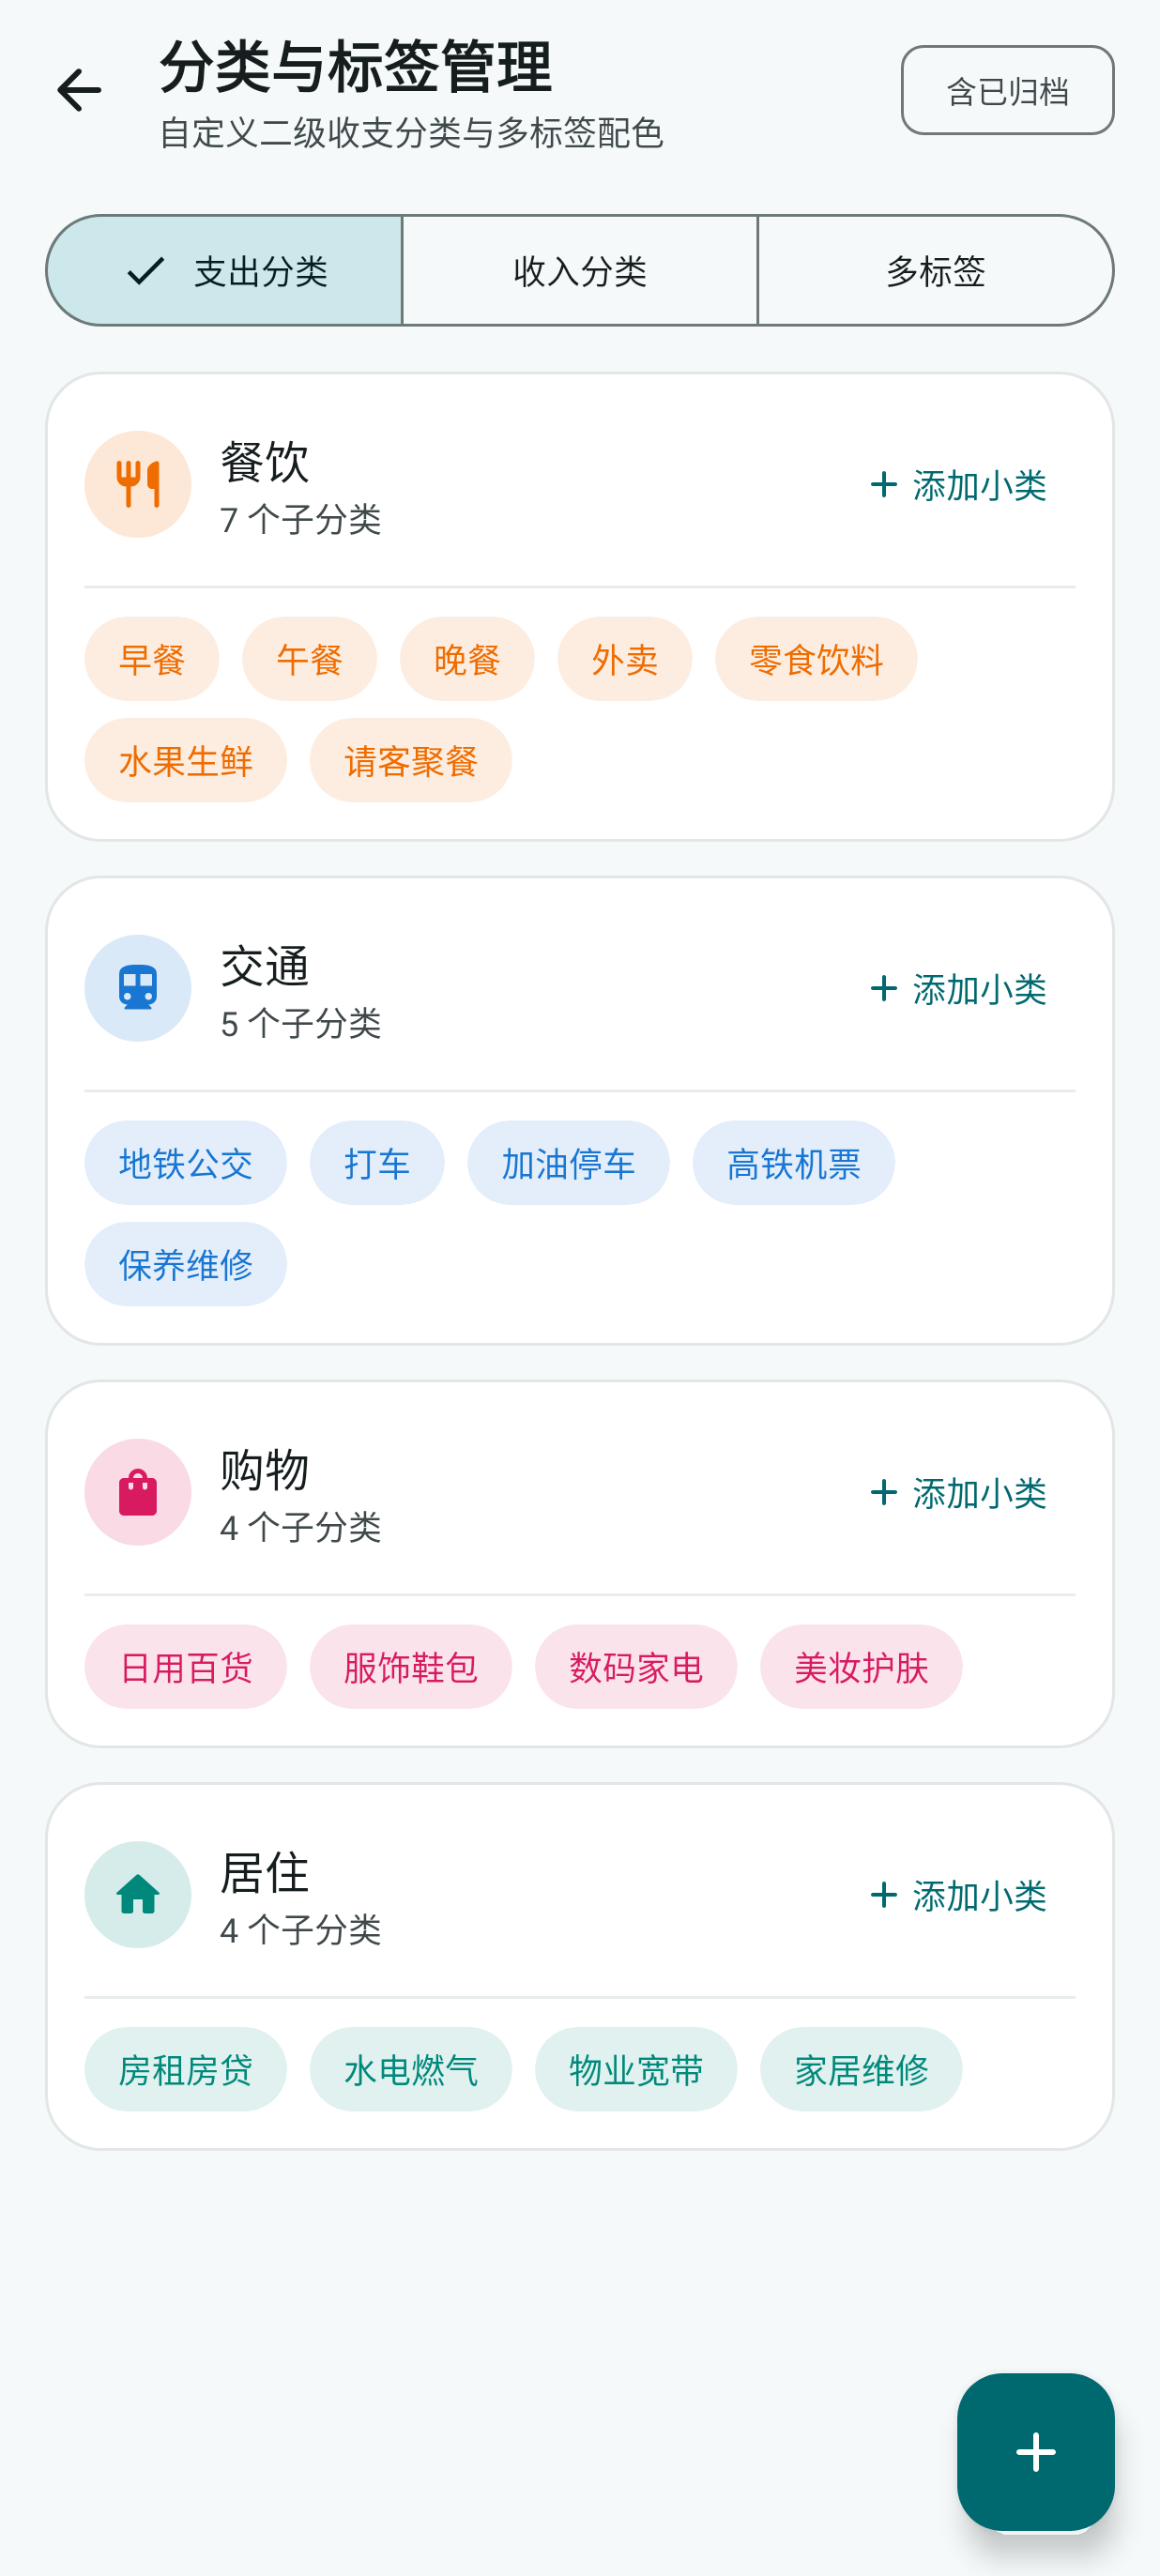 分类与标签管理
自定义二级收支分类与多标签配色
含已归档
支出分类 收入分类 多标签
餐饮
7 个子分类
添加小类
早餐 午餐 晚餐 外卖 零食饮料
水果生鲜 请客聚餐
交通
5 个子分类
添加小类
地铁公交 打车 加油停车 高铁机票
保养维修
购物
4 个子分类
添加小类
日用百货 服饰鞋包 数码家电 美妆护肤
居住
4 个子分类
添加小类
房租房贷 水电燃气 物业宽带 家居维修